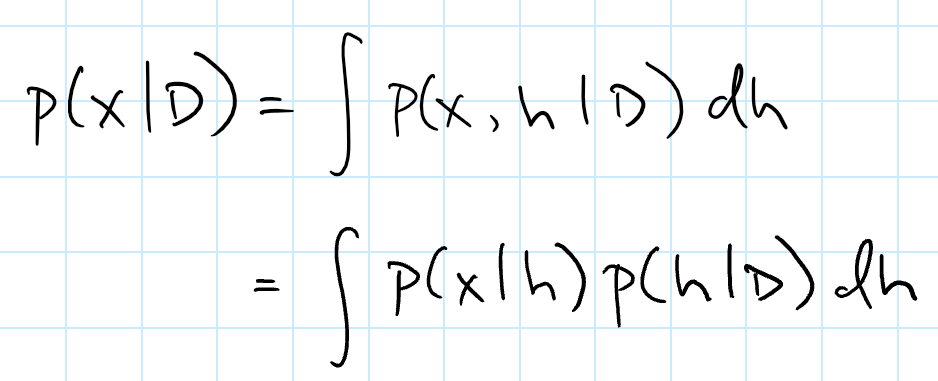 p(x|D) = ∫ p(x, h|D) dh
= ∫ p(x|h) p(h|D) dh